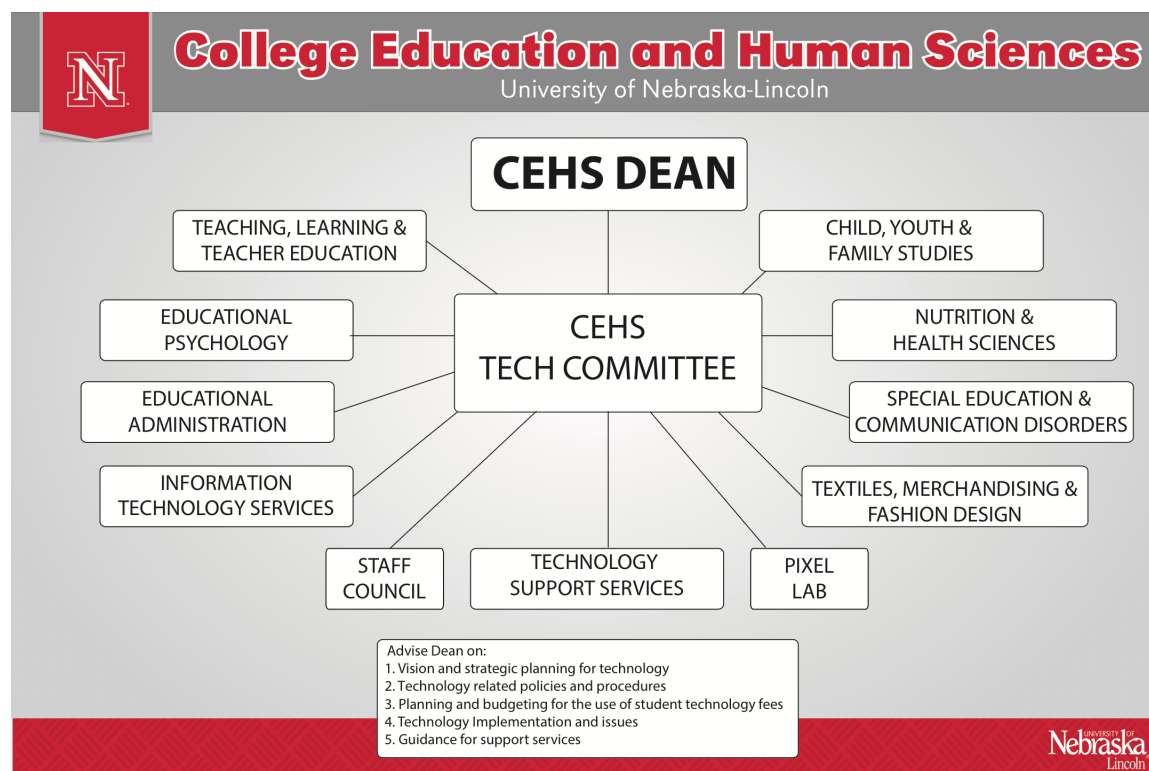 N
College Education and Human Sciences
University of Nebraska-Lincoln
CEHS DEAN
TEACHING, LEARNING &
TEACHER EDUCATION
CHILD, YOUTH &
FAMILY STUDIES
EDUCATIONAL
PSYCHOLOGY
CEHS
TECH COMMITTEE
NUTRITION &
HEALTH SCIENCES
EDUCATIONAL
ADMINISTRATION
SPECIAL EDUCATION &
COMMUNICATION DISORDERS
INFORMATION
TECHNOLOGY SERVICES
TEXTILES, MERCHANDISING &
FASHION DESIGN
STAFF
COUNCIL
TECHNOLOGY
SUPPORT SERVICES
PIXEL
LAB
Advise Dean on:
1. Vision and strategic planning for technology
2. Technology related policies and procedures
3. Planning and budgeting for the use of student technology fees
4. Technology Implementation and issues
5. Guidance for support services
UNIVERSITY OF
Nebraska
Lincoln